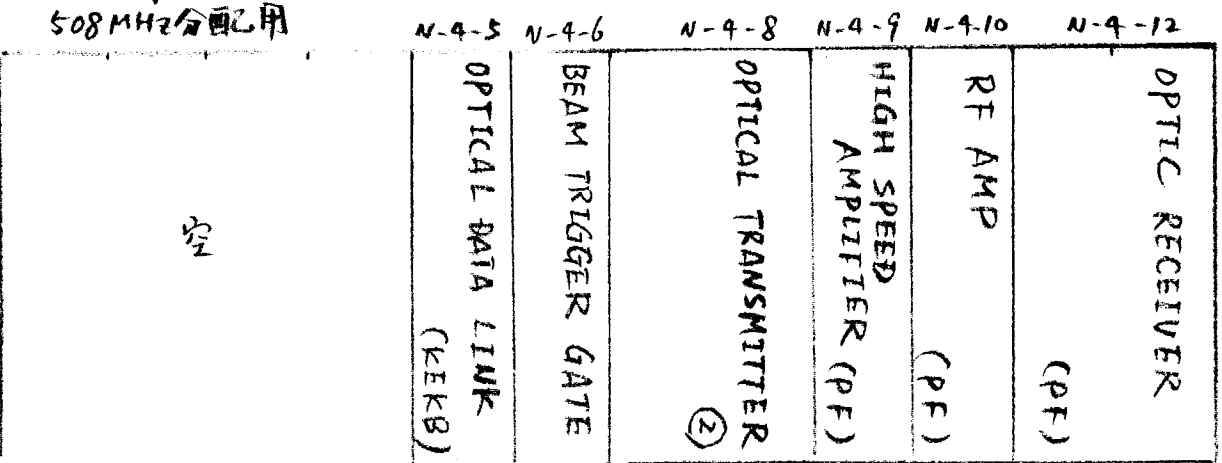 508MHz分配用
N-4-5 N-4-6 N-4-8 N-4-9 N-4-10 N-4-12
空
OPTICAL DATA LINK
(KEKB)
BEAM TRIGGER GATE
OPTICAL TRANSMITTER
②
HIGH SPEED
AMPLIFIER (PF)
RF AMP
(PF)
OPTIC RECEIVER
(PF)